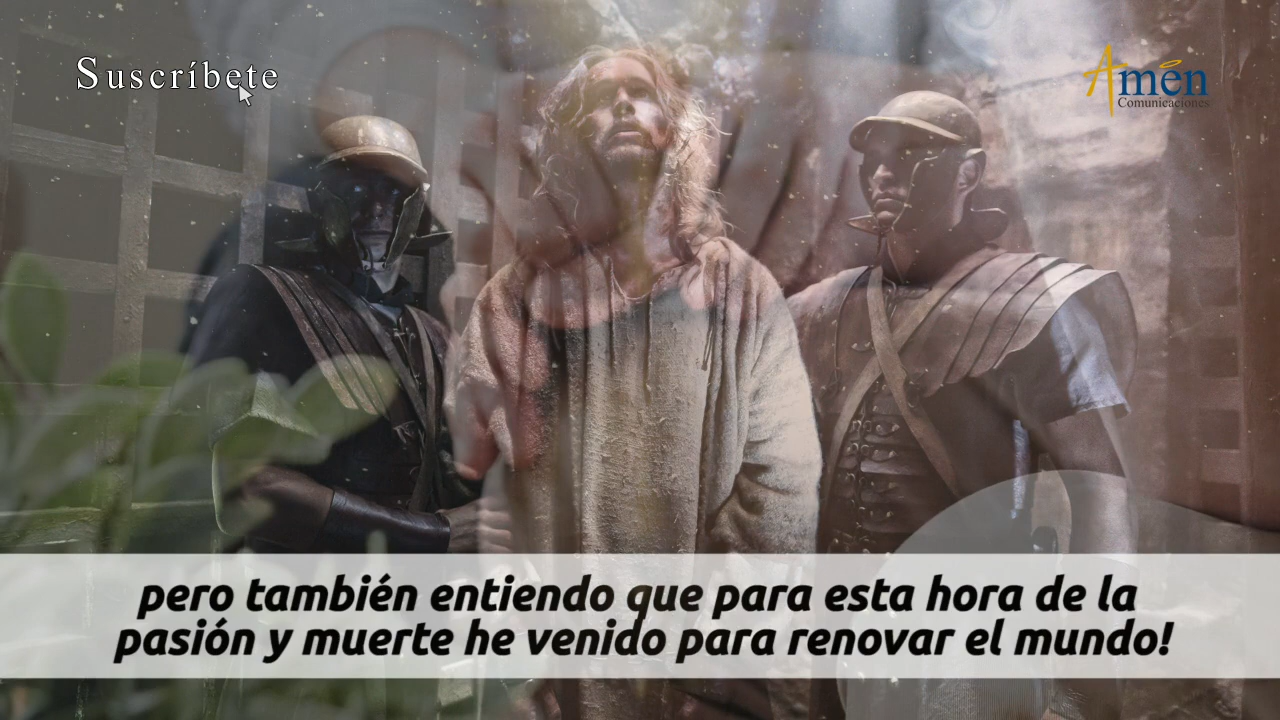 Suscríbete
Amén
Comunicaciones
pero también entiendo que para esta hora de la
pasión y muerte he venido para renovar el mundo!